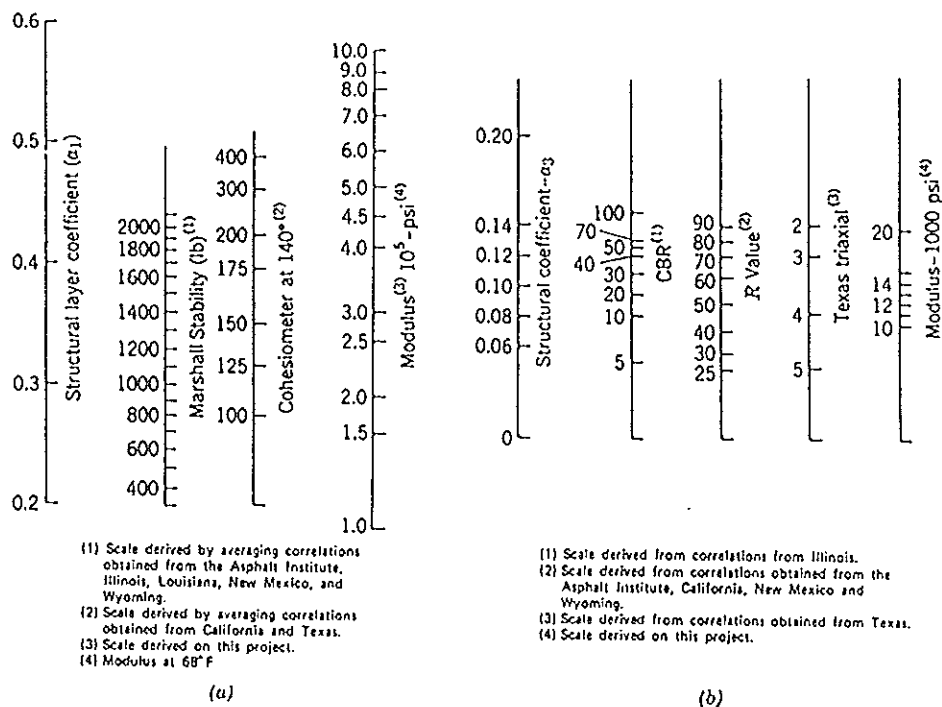 0.6
0.5
0.4
0.3
0.2
Structural layer coefficient (α₁)
2000
1800
1600
1400
1200
1000
800
600
400
Marshall Stability (lb)⁽¹⁾
400
300
200
175
150
125
100
Cohesiometer at 140°⁽²⁾
10.0
9.0
8.0
7.0
6.0
5.0
4.5
4.0
3.0
2.5
2.0
1.5
1.0
Modulus⁽³⁾ 10⁵-psi⁽⁴⁾
(1) Scale derived by averaging correlations
obtained from the Asphalt Institute,
Illinois, Louisiana, New Mexico, and
Wyoming.
(2) Scale derived by averaging correlations
obtained from California and Texas.
(3) Scale derived on this project.
(4) Modulus at 68°F
(a)
0.20
0.14
0.12
0.10
0.08
0.06
0
Structural coefficient-α₃
100
70
50
40
30
20
10
5
CBR⁽¹⁾
90
80
70
60
50
40
30
25
R Value⁽²⁾
2
3
4
5
Texas triaxial⁽³⁾
20
14
12
10
Modulus-1000 psi⁽⁴⁾
(1) Scale derived from correlations from Illinois.
(2) Scale derived from correlations obtained from the
Asphalt Institute, California, New Mexico and
Wyoming.
(3) Scale derived from correlations obtained from Texas.
(4) Scale derived on this project.
(b)